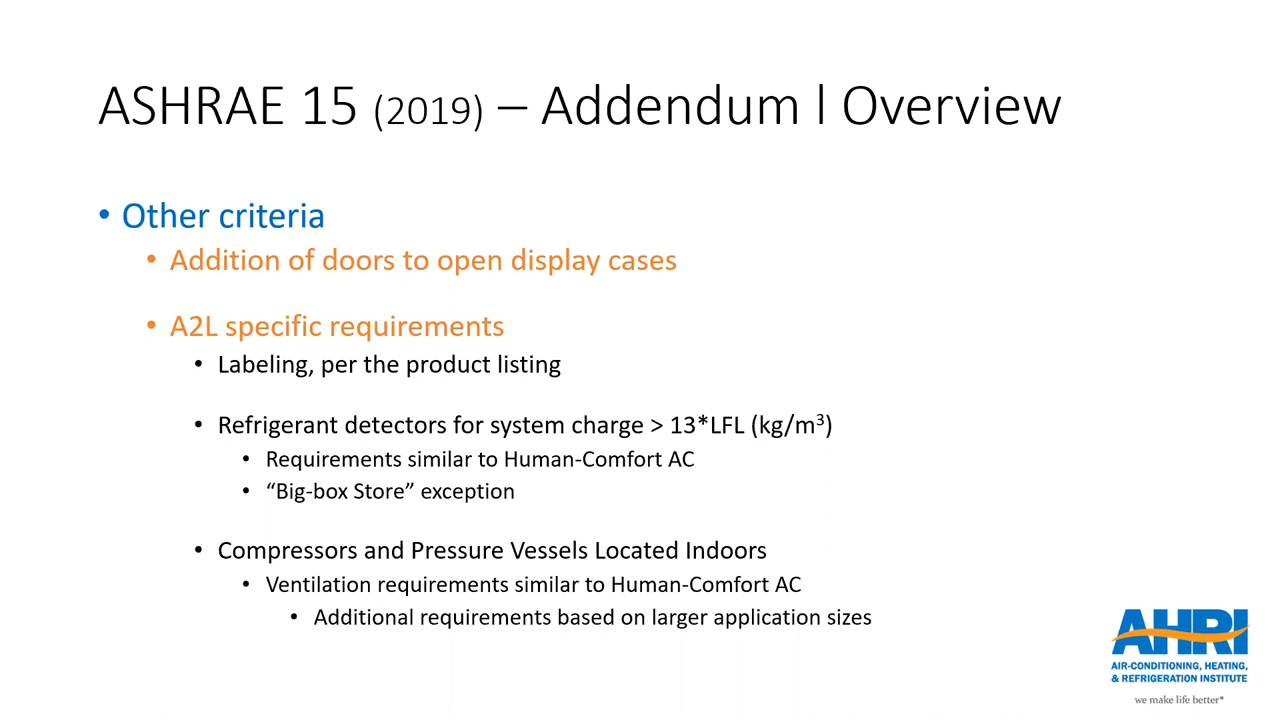 ASHRAE 15 (2019) – Addendum l Overview
• Other criteria
• Addition of doors to open display cases
• A2L specific requirements
• Labeling, per the product listing
• Refrigerant detectors for system charge > 13*LFL (kg/m³)
• Requirements similar to Human-Comfort AC
• “Big-box Store” exception
• Compressors and Pressure Vessels Located Indoors
• Ventilation requirements similar to Human-Comfort AC
• Additional requirements based on larger application sizes
AHRI
AIR-CONDITIONING, HEATING,
& REFRIGERATION INSTITUTE
we make life better*